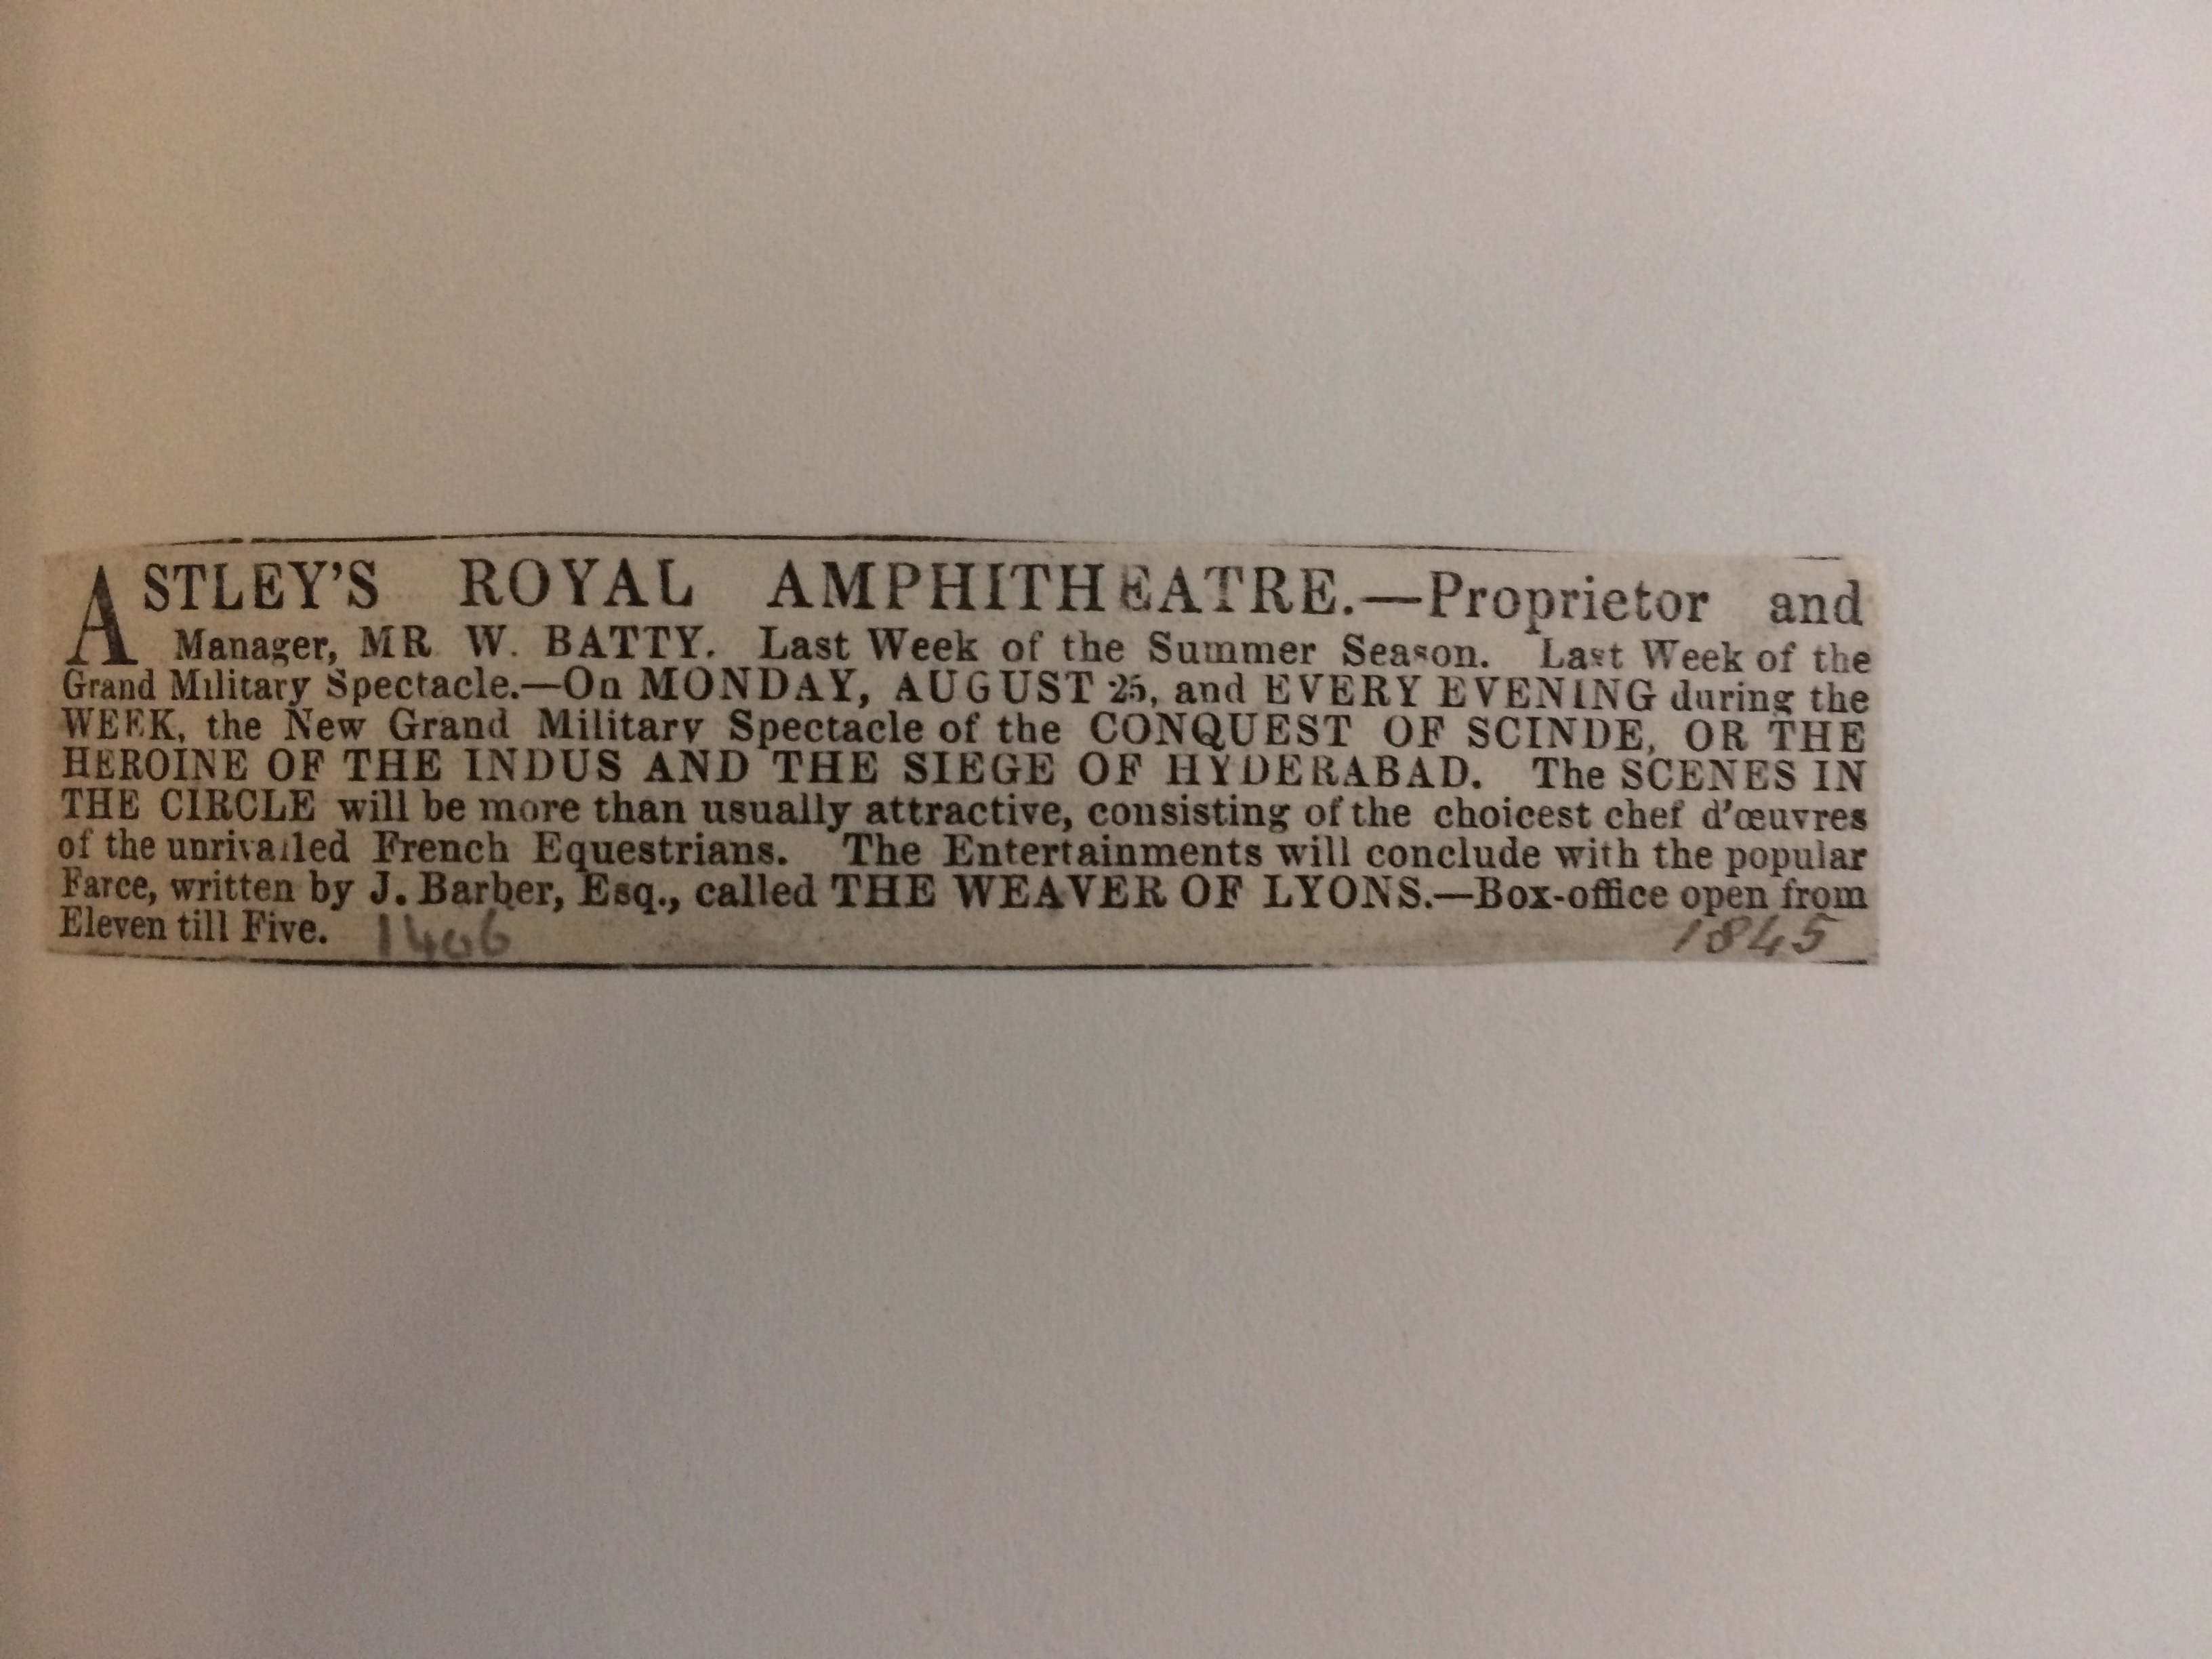 ASTLEY'S ROYAL AMPHITHEATRE.—Proprietor and
Manager, MR W. BATTY. Last Week of the Summer Season. Last Week of the
Grand Military Spectacle.—On MONDAY, AUGUST 25, and EVERY EVENING during the
WEEK, the New Grand Military Spectacle of the CONQUEST OF SCINDE, OR THE
HEROINE OF THE INDUS AND THE SIEGE OF HYDERABAD. The SCENES IN
THE CIRCLE will be more than usually attractive, consisting of the choicest chef d'œuvres
of the unrivalled French Equestrians. The Entertainments will conclude with the popular
Farce, written by J. Barber, Esq., called THE WEAVER OF LYONS.—Box-office open from
Eleven till Five. 1406 1845